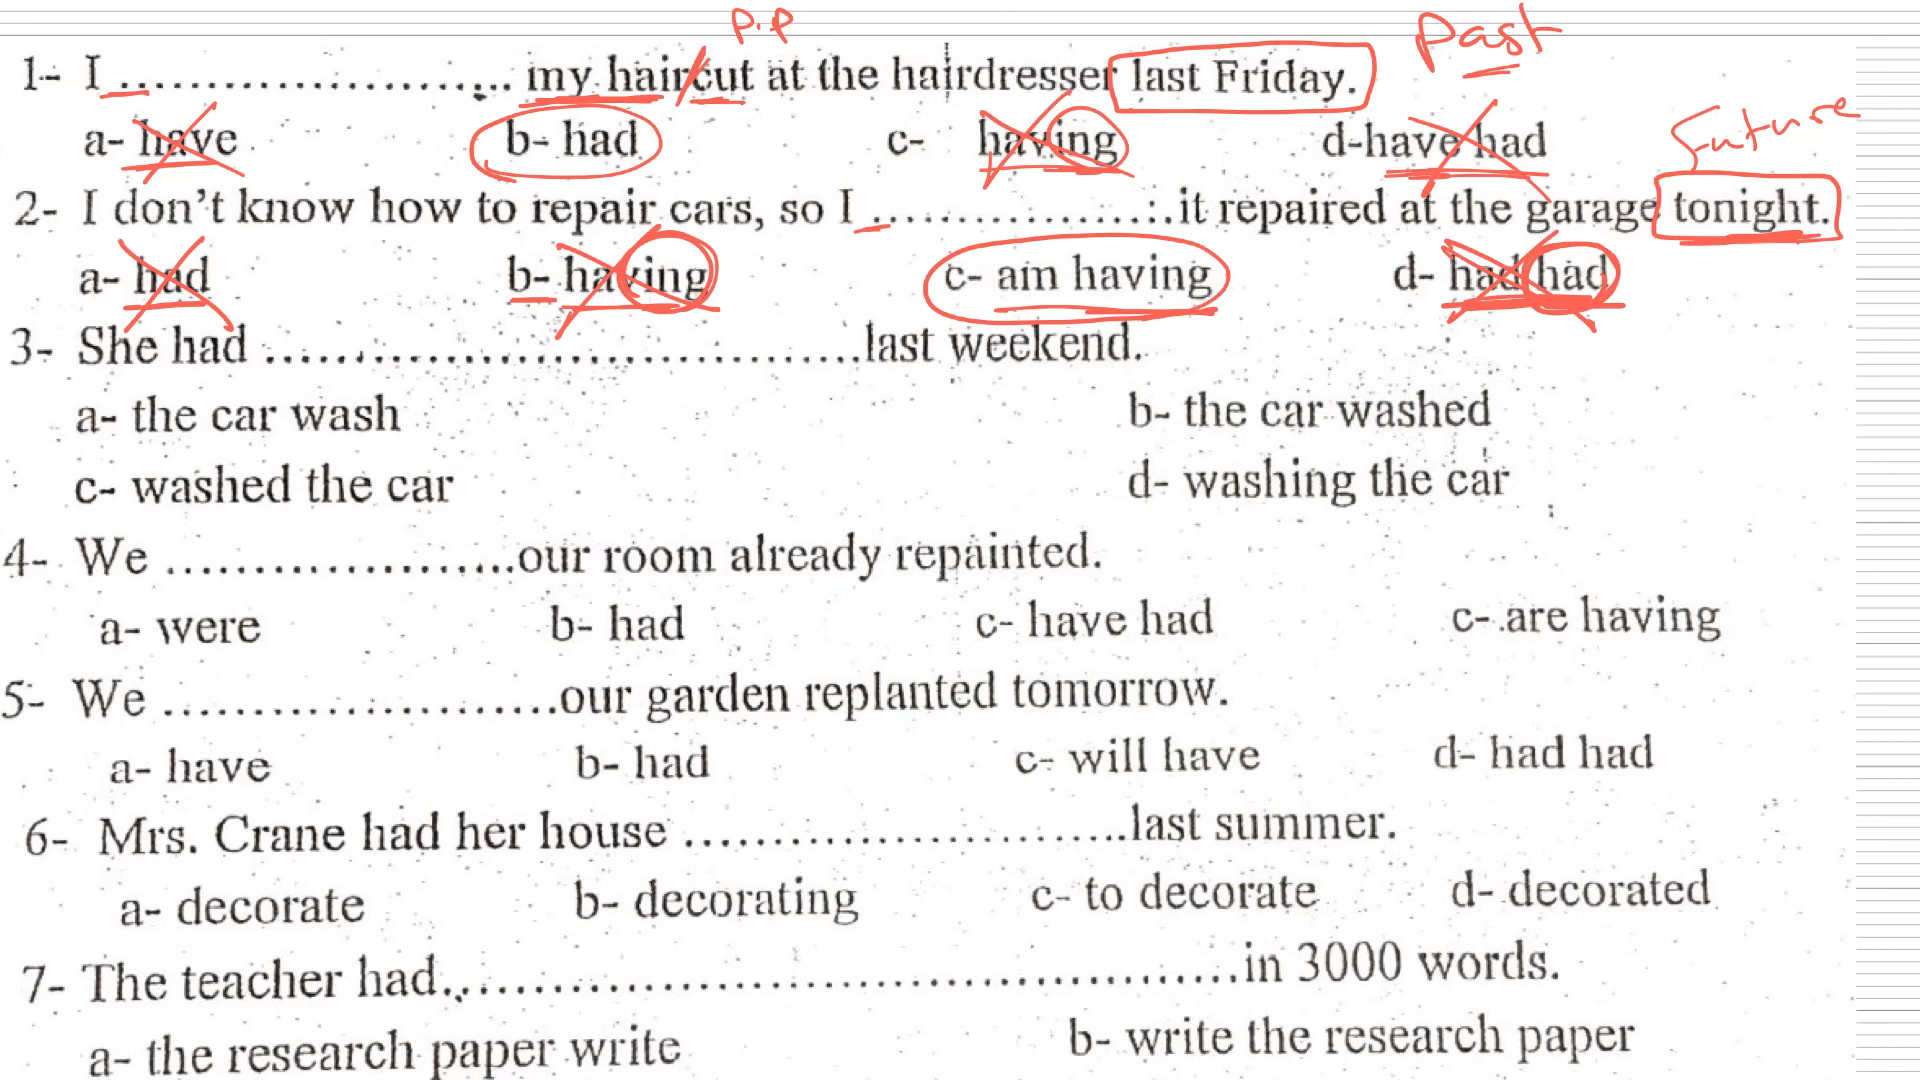 P.P
Past
1- I ........................ my haircut at the hairdresser last Friday.
a- have b- had c- having d-have had
Future
2- I don't know how to repair cars, so I .................... it repaired at the garage tonight.
a- had b- having c- am having d- had had
3- She had ........................................ last weekend.
a- the car wash b- the car washed
c- washed the car d- washing the car
4- We ........................ our room already repainted.
a- were b- had c- have had c- are having
5- We ........................... our garden replanted tomorrow.
a- have b- had c- will have d- had had
6- Mrs. Crane had her house .............................. last summer.
a- decorate b- decorating c- to decorate d- decorated
7- The teacher had...................................................... in 3000 words.
a- the research paper write b- write the research paper